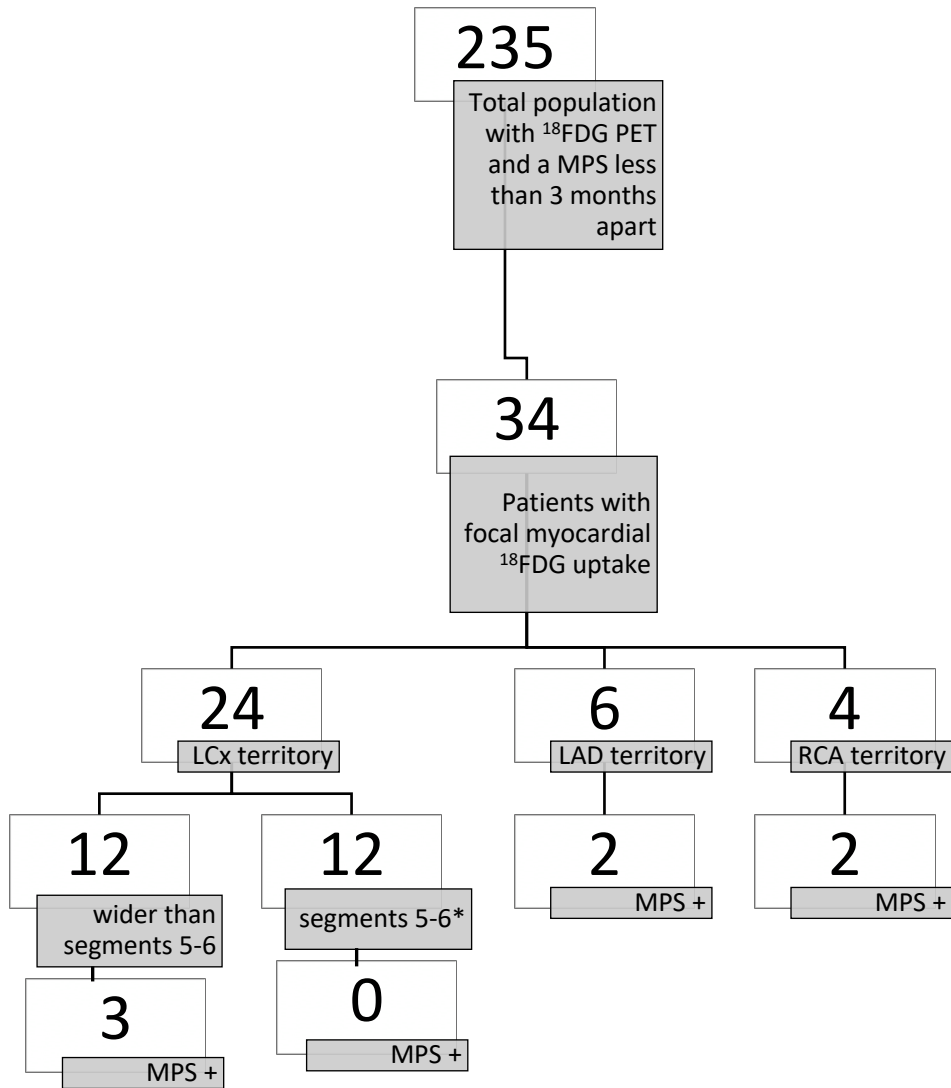 235
Total population
with ¹⁸FDG PET
and a MPS less
than 3 months
apart
34
Patients with
focal myocardial
¹⁸FDG uptake
24
LCx territory
6
LAD territory
4
RCA territory
12
wider than
segments 5-6
12
segments 5-6*
2
MPS +
2
MPS +
3
MPS +
0
MPS +